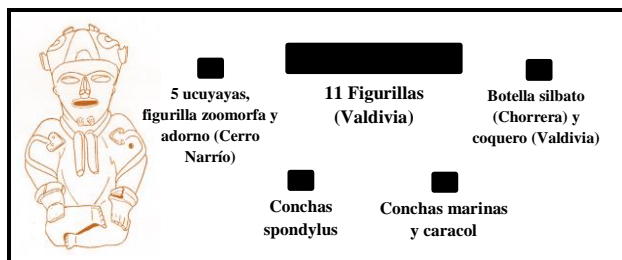 5 ucuyayas,
figurilla zoomorfa y
adorno (Cerro
Narrío)
11 Figurillas
(Valdivia)
Botella silbato
(Chorrera) y
coquero (Valdivia)
Conchas
spondylus
Conchas marinas
y caracol